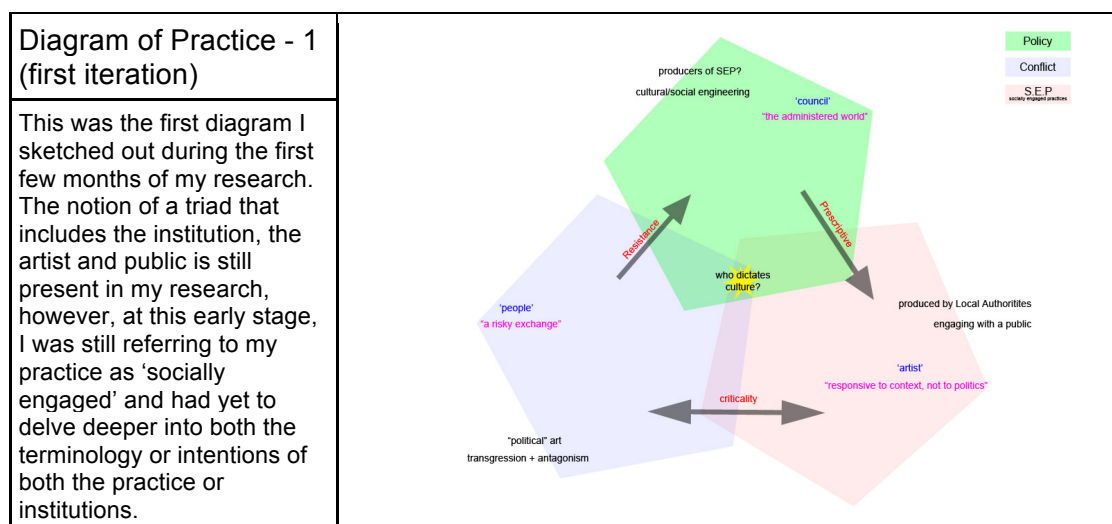 Diagram of Practice - 1
(first iteration)
This was the first diagram I
sketched out during the first
few months of my research.
The notion of a triad that
includes the institution, the
artist and public is still
present in my research,
however, at this early stage,
I was still referring to my
practice as ‘socially
engaged’ and had yet to
delve deeper into both the
terminology or intentions of
both the practice or
institutions.
Policy
Conflict
S.E.P
socially engaged practices
producers of SEP?
cultural/social engineering
'council'
"the administered world"
Resistance
Prescriptive
who dictates
culture?
'people'
"a risky exchange"
produced by Local Authoritites
engaging with a public
'artist'
"responsive to context, not to politics"
criticality
"political" art
transgression + antagonism